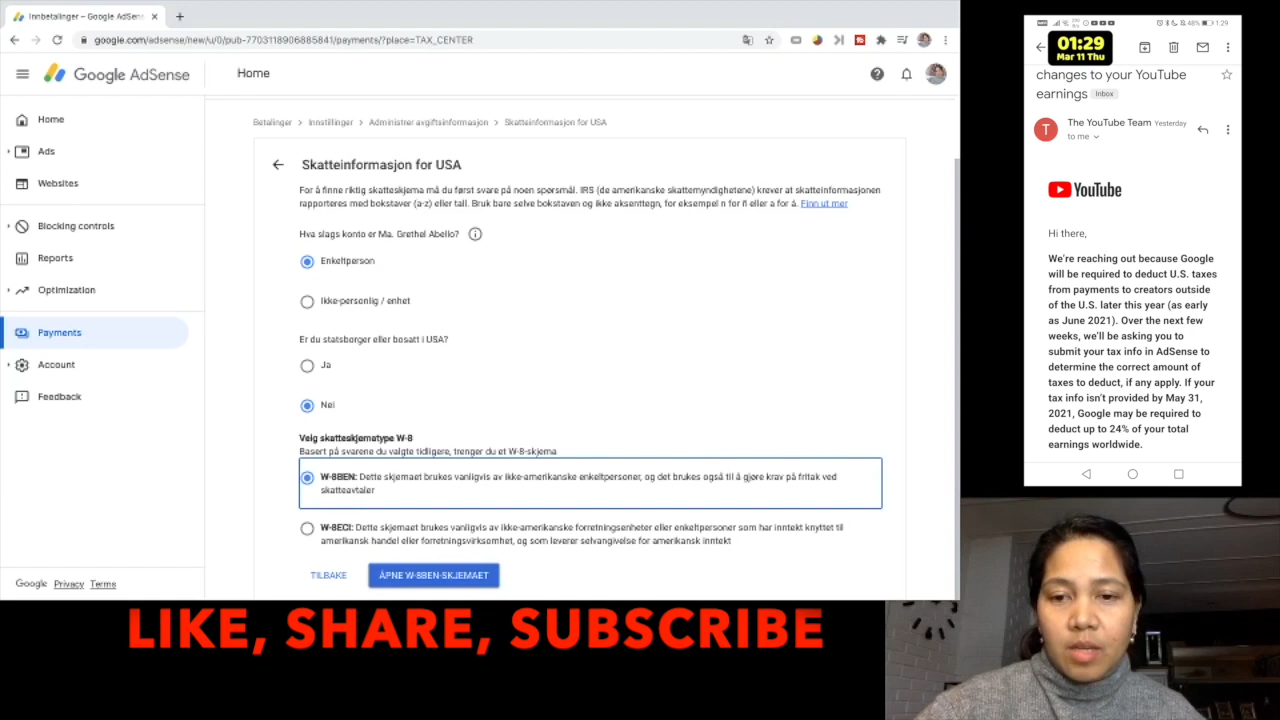 Innbetalinger – Google AdSense
google.com/adsense/new/u/0/pub-7703118906885841/payments/?place=TAX_CENTER
Google AdSense
Home
Home
Ads
Websites
Blocking controls
Reports
Optimization
Payments
Account
Feedback
Google Privacy Terms
Betalinger > Innstillinger > Administrer avgiftsinformasjon > Skatteinformasjon for USA
Skatteinformasjon for USA
For å finne riktig skatteskjema må du først svare på noen spørsmål. IRS (de amerikanske skattemyndighetene) krever at skatteinformasjonen
rapporteres med bokstaver (a-z) eller tall. Bruk bare selve bokstaven og ikke aksenttegn, for eksempel n for ñ eller a for å. Finn ut mer
Hva slags konto er Ma. Grethel Abello?
Enkeltperson
Ikke-personlig / enhet
Er du statsborger eller bosatt i USA?
Ja
Nei
Velg skatteskjematype W-8
Basert på svarene du valgte tidligere, trenger du et W-8-skjema
W-8BEN: Dette skjemaet brukes vanligvis av ikke-amerikanske enkeltpersoner, og det brukes også til å gjøre krav på fritak ved
skatteavtaler
W-8ECI: Dette skjemaet brukes vanligvis av ikke-amerikanske forretningsenheter eller enkeltpersoner som har inntekt knyttet til
amerikansk handel eller forretningsvirksomhet, og som leverer selvangivelse for amerikansk inntekt
TILBAKE ÅPNE W-8BEN-SKJEMAET
LIKE, SHARE, SUBSCRIBE
48% 1:29
01:29
Mar 11 Thu
changes to your YouTube
earnings Inbox
T
The YouTube Team Yesterday
to me
YouTube
Hi there,
We're reaching out because Google
will be required to deduct U.S. taxes
from payments to creators outside
of the U.S. later this year (as early
as June 2021). Over the next few
weeks, we'll be asking you to
submit your tax info in AdSense to
determine the correct amount of
taxes to deduct, if any apply. If your
tax info isn't provided by May 31,
2021, Google may be required to
deduct up to 24% of your total
earnings worldwide.